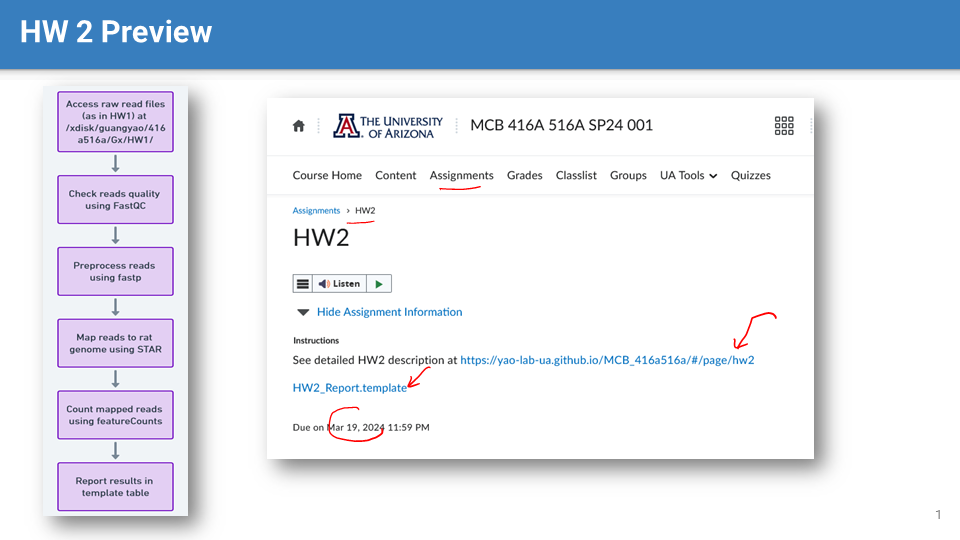 HW 2 Preview
Access raw read files
(as in HW1) at
/xdisk/guangyao/416
a516a/Gx/HW1/
Check reads quality
using FastQC
Preprocess reads
using fastp
Map reads to rat
genome using STAR
Count mapped reads
using featureCounts
Report results in
template table
THE UNIVERSITY
OF ARIZONA
MCB 416A 516A SP24 001
Course Home Content Assignments Grades Classlist Groups UA Tools Quizzes
Assignments › HW2
HW2
Listen
Hide Assignment Information
Instructions
See detailed HW2 description at https://yao-lab-ua.github.io/MCB_416a516a/#/page/hw2
HW2_Report.template
Due on Mar 19, 2024 11:59 PM
1